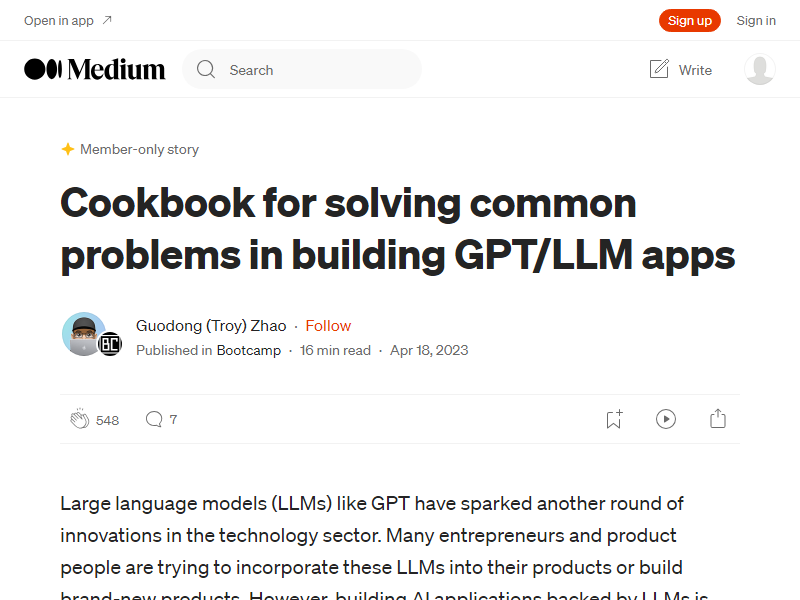 Open in app
Sign up
Sign in
Medium
Search
Write
Member-only story
Cookbook for solving common
problems in building GPT/LLM apps
Guodong (Troy) Zhao · Follow
BC
Published in Bootcamp · 16 min read · Apr 18, 2023
548
7
Large language models (LLMs) like GPT have sparked another round of
innovations in the technology sector. Many entrepreneurs and product
people are trying to incorporate these LLMs into their products or build
brand-new products. However, building AI applications backed by LLMs is